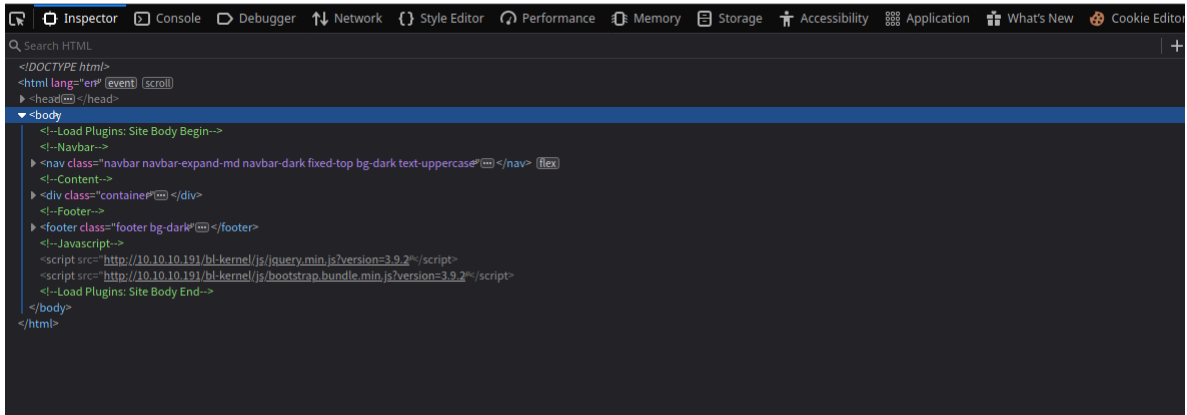 Inspector Console Debugger Network Style Editor Performance Memory Storage Accessibility Application What's New Cookie Editor
Search HTML
<!DOCTYPE html>
<html lang="en"> event scroll
<head></head>
<body>
<!--Load Plugins: Site Body Begin-->
<!--Navbar-->
<nav class="navbar navbar-expand-md navbar-dark fixed-top bg-dark text-uppercase"></nav> flex
<!--Content-->
<div class="container"></div>
<!--Footer-->
<footer class="footer bg-dark"></footer>
<!--Javascript-->
<script src="http://10.10.10.191/bl-kernel/js/jquery.min.js?version=3.9.2"></script>
<script src="http://10.10.10.191/bl-kernel/js/bootstrap.bundle.min.js?version=3.9.2"></script>
<!--Load Plugins: Site Body End-->
</body>
</html>